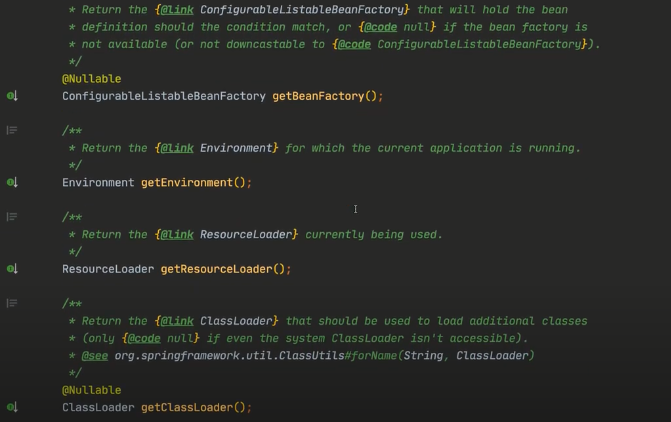 * Return the {@link ConfigurableListableBeanFactory} that will hold the bean
* definition should the condition match, or {@code null} if the bean factory is
* not available (or not downcastable to {@code ConfigurableListableBeanFactory}).
*/
@Nullable
ConfigurableListableBeanFactory getBeanFactory();
/**
* Return the {@link Environment} for which the current application is running.
*/
Environment getEnvironment();
/**
* Return the {@link ResourceLoader} currently being used.
*/
ResourceLoader getResourceLoader();
/**
* Return the {@link ClassLoader} that should be used to load additional classes
* (only {@code null} if even the system ClassLoader isn't accessible).
* @see org.springframework.util.ClassUtils#forName(String, ClassLoader)
*/
@Nullable
ClassLoader getClassLoader();